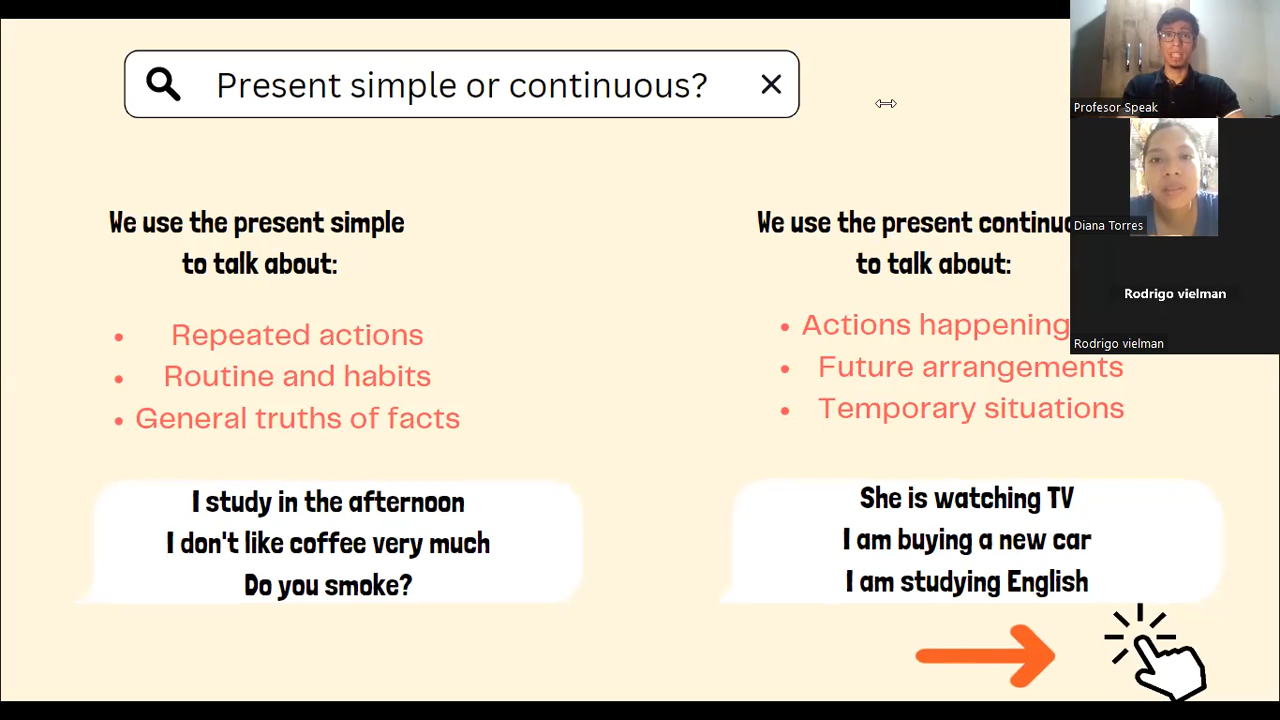 Present simple or continuous?
We use the present simple
to talk about:
Repeated actions
Routine and habits
General truths of facts
I study in the afternoon
I don't like coffee very much
Do you smoke?
We use the present
to talk about:
Actions happening
Future arrangements
Temporary situations
She is watching TV
I am buying a new car
I am studying English
Profesor Speak
Diana Torres
Rodrigo vielman
Rodrigo vielman